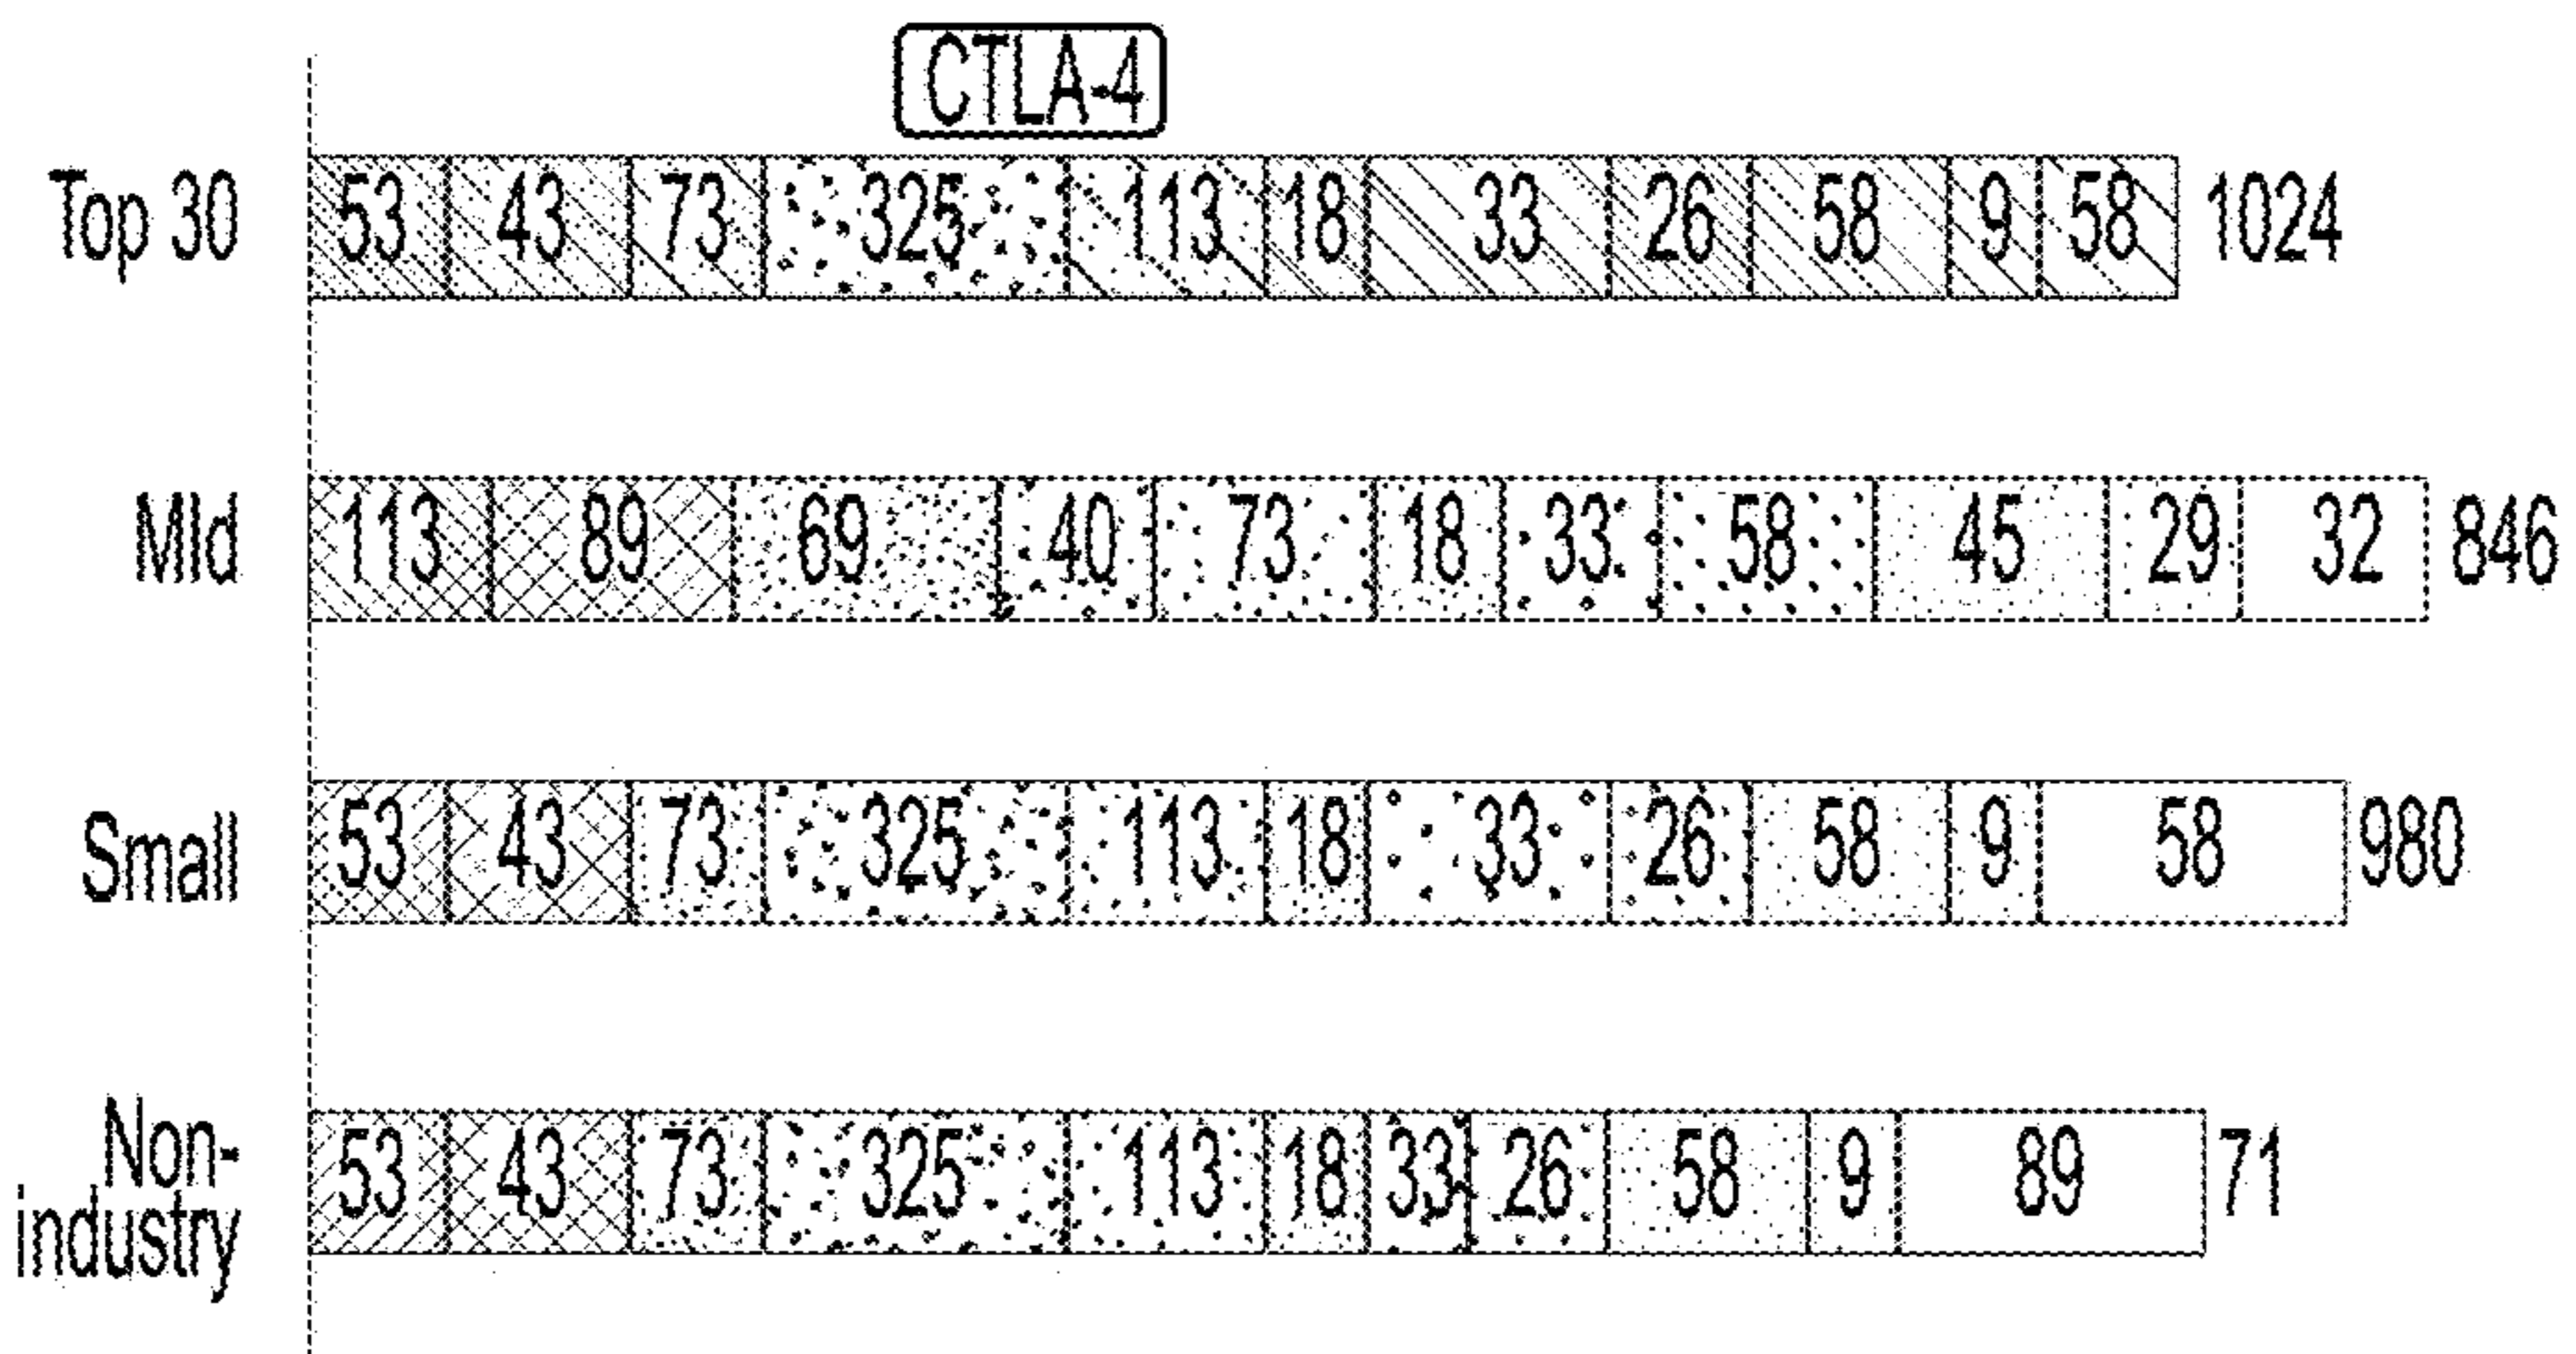 CTLA-4
Top 30 53 43 73 325 113 18 33 26 58 9 58 1024
MId 113 89 69 40 73 18 33 58 45 29 32 846
Small 53 43 73 325 113 18 33 26 58 9 58 980
Non-
industry 53 43 73 325 113 18 33 26 58 9 89 71